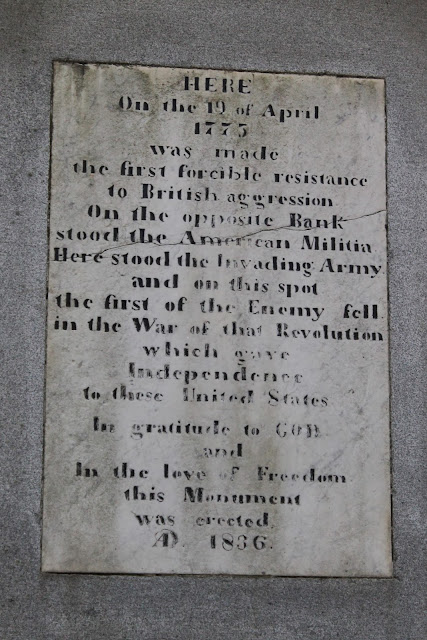 HERE
On the 19 of April
1775
was made
the first forcible resistance
to British aggression
On the opposite Bank
stood the American Militia
Here stood the Invading Army
and on this spot
the first of the Enemy fell
in the War of that Revolution
which gave
Independence
to these United States
In gratitude to GOD
and
In the love of Freedom
this Monument
was erected
AD. 1836.